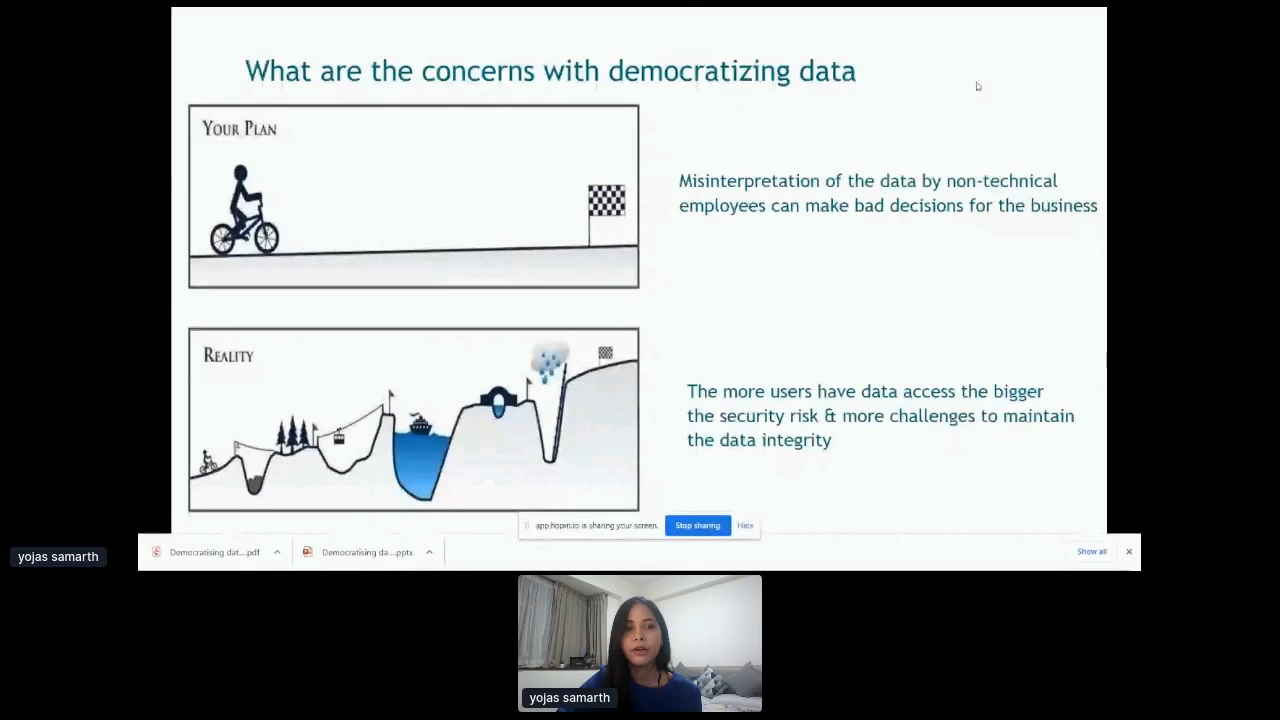 What are the concerns with democratizing data
YOUR PLAN
Misinterpretation of the data by non-technical
employees can make bad decisions for the business
REALITY
The more users have data access the bigger
the security risk & more challenges to maintain
the data integrity
app.hopin.to is sharing your screen.
Stop sharing
Hide
yojas samarth
Democratising dat....pdf
Democratising da....pptx
Show all
yojas samarth